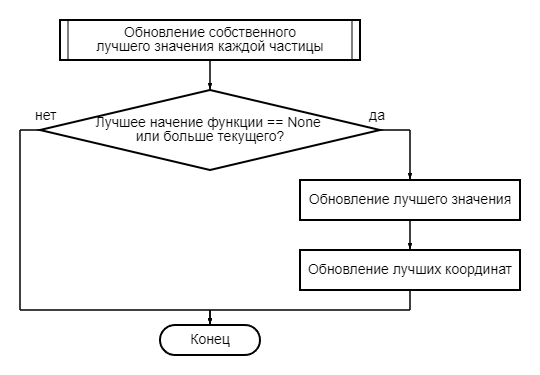 Обновление собственного
лучшего значения каждой частицы
нет
Лучшее начение функции == None
или больше текущего?
да
Обновление лучшего значения
Обновление лучших координат
Конец